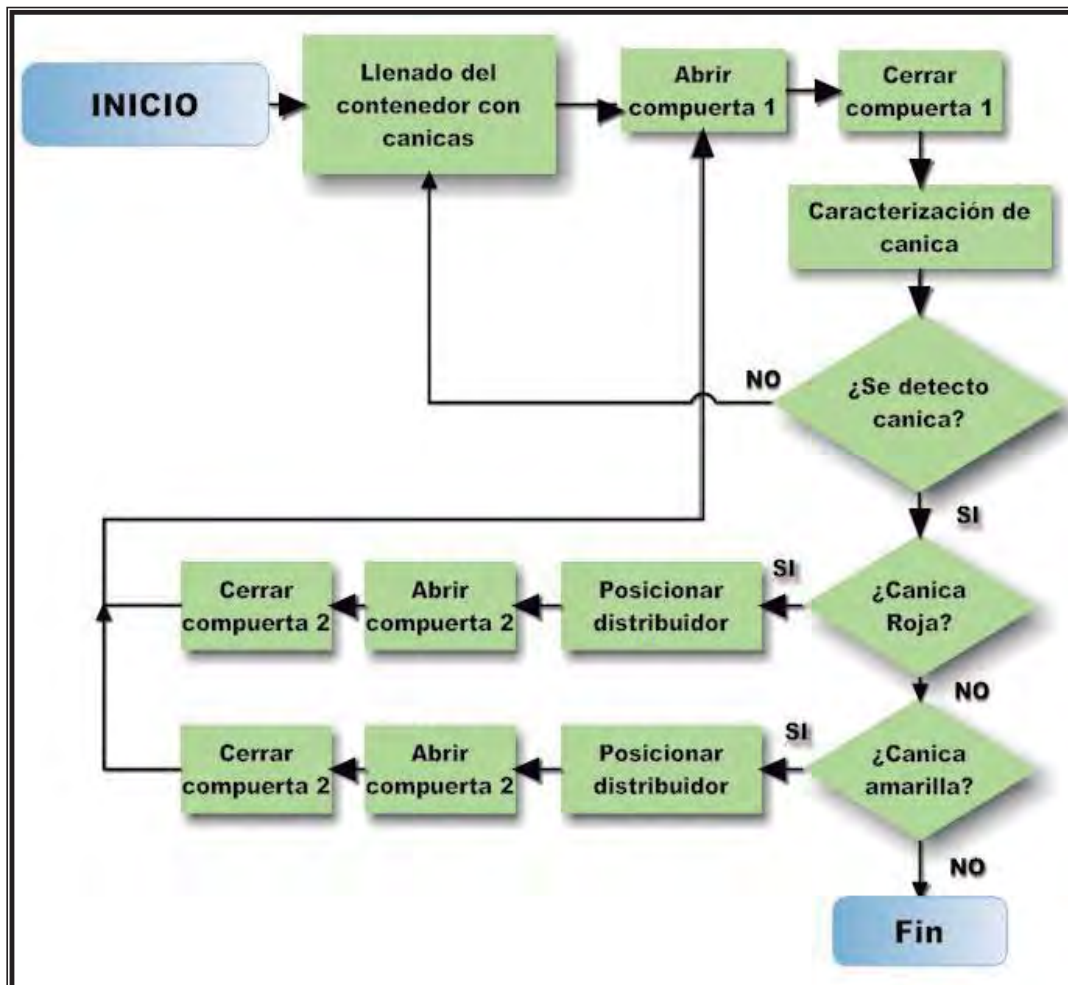 INICIO
Llenado del
contenedor con
canicas
Abrir
compuerta 1
Cerrar
compuerta 1
Caracterización de
canica
¿Se detecto
canica?
NO
SI
¿Canica
Roja?
SI
Posicionar
distribuidor
Abrir
compuerta 2
Cerrar
compuerta 2
NO
¿Canica
amarilla?
SI
Posicionar
distribuidor
Abrir
compuerta 2
Cerrar
compuerta 2
NO
Fin